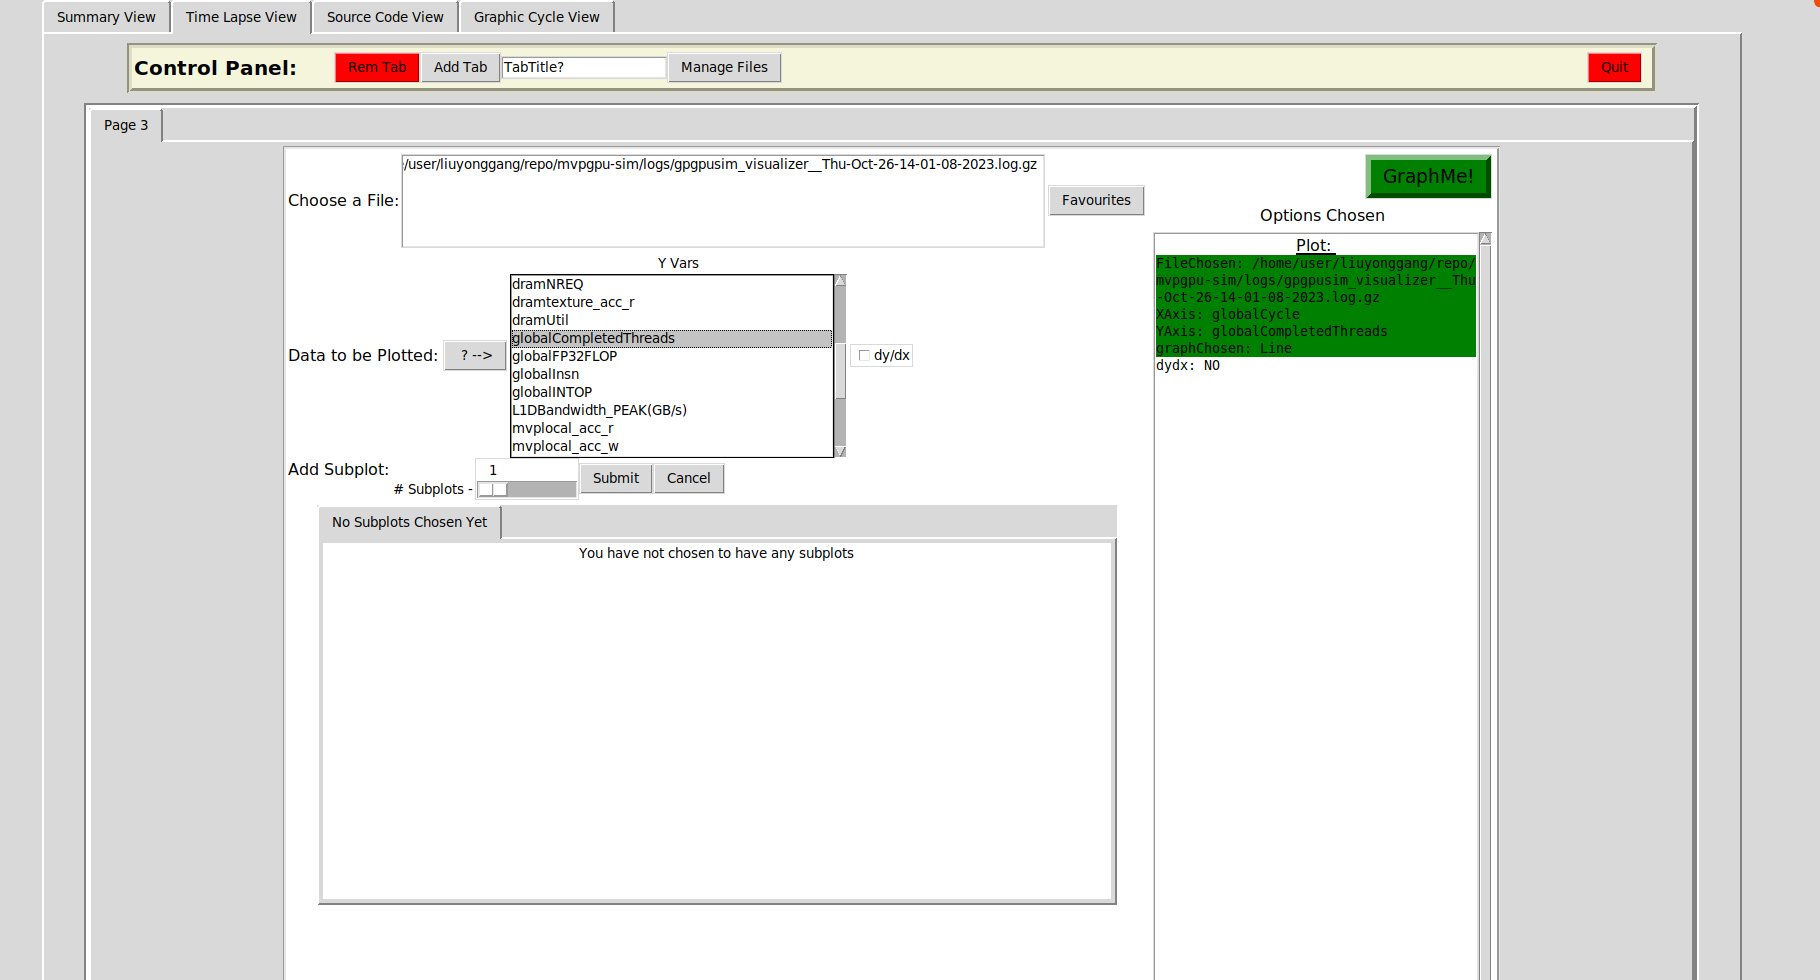 Summary View Time Lapse View Source Code View Graphic Cycle View
Control Panel: Rem Tab Add Tab TabTitle? Manage Files Quit
Page 3
/user/liuyonggang/repo/mvpgpu-sim/logs/gpgpusim_visualizer__Thu-Oct-26-14-01-08-2023.log.gz
Choose a File:
Favourites
GraphMe!
Options Chosen
Y Vars
dramNREQ
dramtexture_acc_r
dramUtil
globalCompletedThreads
globalFP32FLOP
globalInsn
globalINTOP
L1DBandwidth_PEAK(GB/s)
mvplocal_acc_r
mvplocal_acc_w
Data to be Plotted: ? -->
dy/dx
Plot:
FileChosen: /home/user/liuyonggang/repo/
mvpgpu-sim/logs/gpgpusim_visualizer__Thu
-Oct-26-14-01-08-2023.log.gz
XAxis: globalCycle
YAxis: globalCompletedThreads
graphChosen: Line
dydx: NO
Add Subplot:
1
# Subplots -
Submit Cancel
No Subplots Chosen Yet
You have not chosen to have any subplots